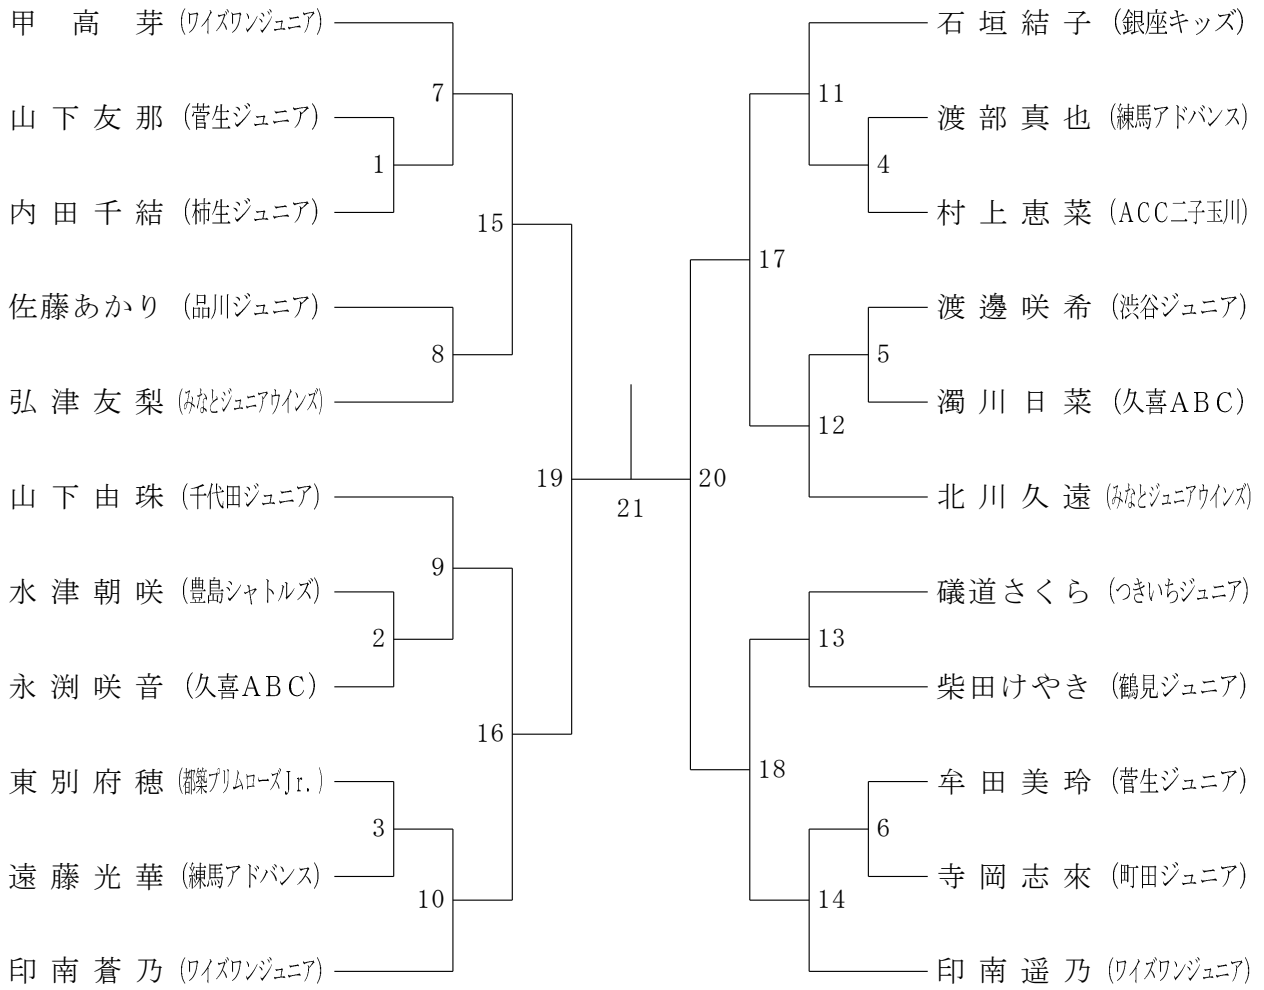 甲高芽 (ワイズワンジュニア)
7
山下友那 (菅生ジュニア)
1
内田千結 (柿生ジュニア)
15
佐藤あかり (品川ジュニア)
8
弘津友梨 (みなとジュニアウインズ)
19
山下由珠 (千代田ジュニア)
9
水津朝咲 (豊島シャトルズ)
2
永渕咲音 (久喜ABC)
16
東別府穂 (都築プリムローズJr.)
3
遠藤光華 (練馬アドバンス)
10
印南蒼乃 (ワイズワンジュニア)
21
石垣結子 (銀座キッズ)
11
渡部真也 (練馬アドバンス)
4
村上恵菜 (ACC二子玉川)
17
渡邊咲希 (渋谷ジュニア)
5
濁川日菜 (久喜ABC)
12
北川久遠 (みなとジュニアウインズ)
20
礒道さくら (つきいちジュニア)
13
柴田けやき (鶴見ジュニア)
18
牟田美玲 (菅生ジュニア)
6
寺岡志來 (町田ジュニア)
14
印南遥乃 (ワイズワンジュニア)